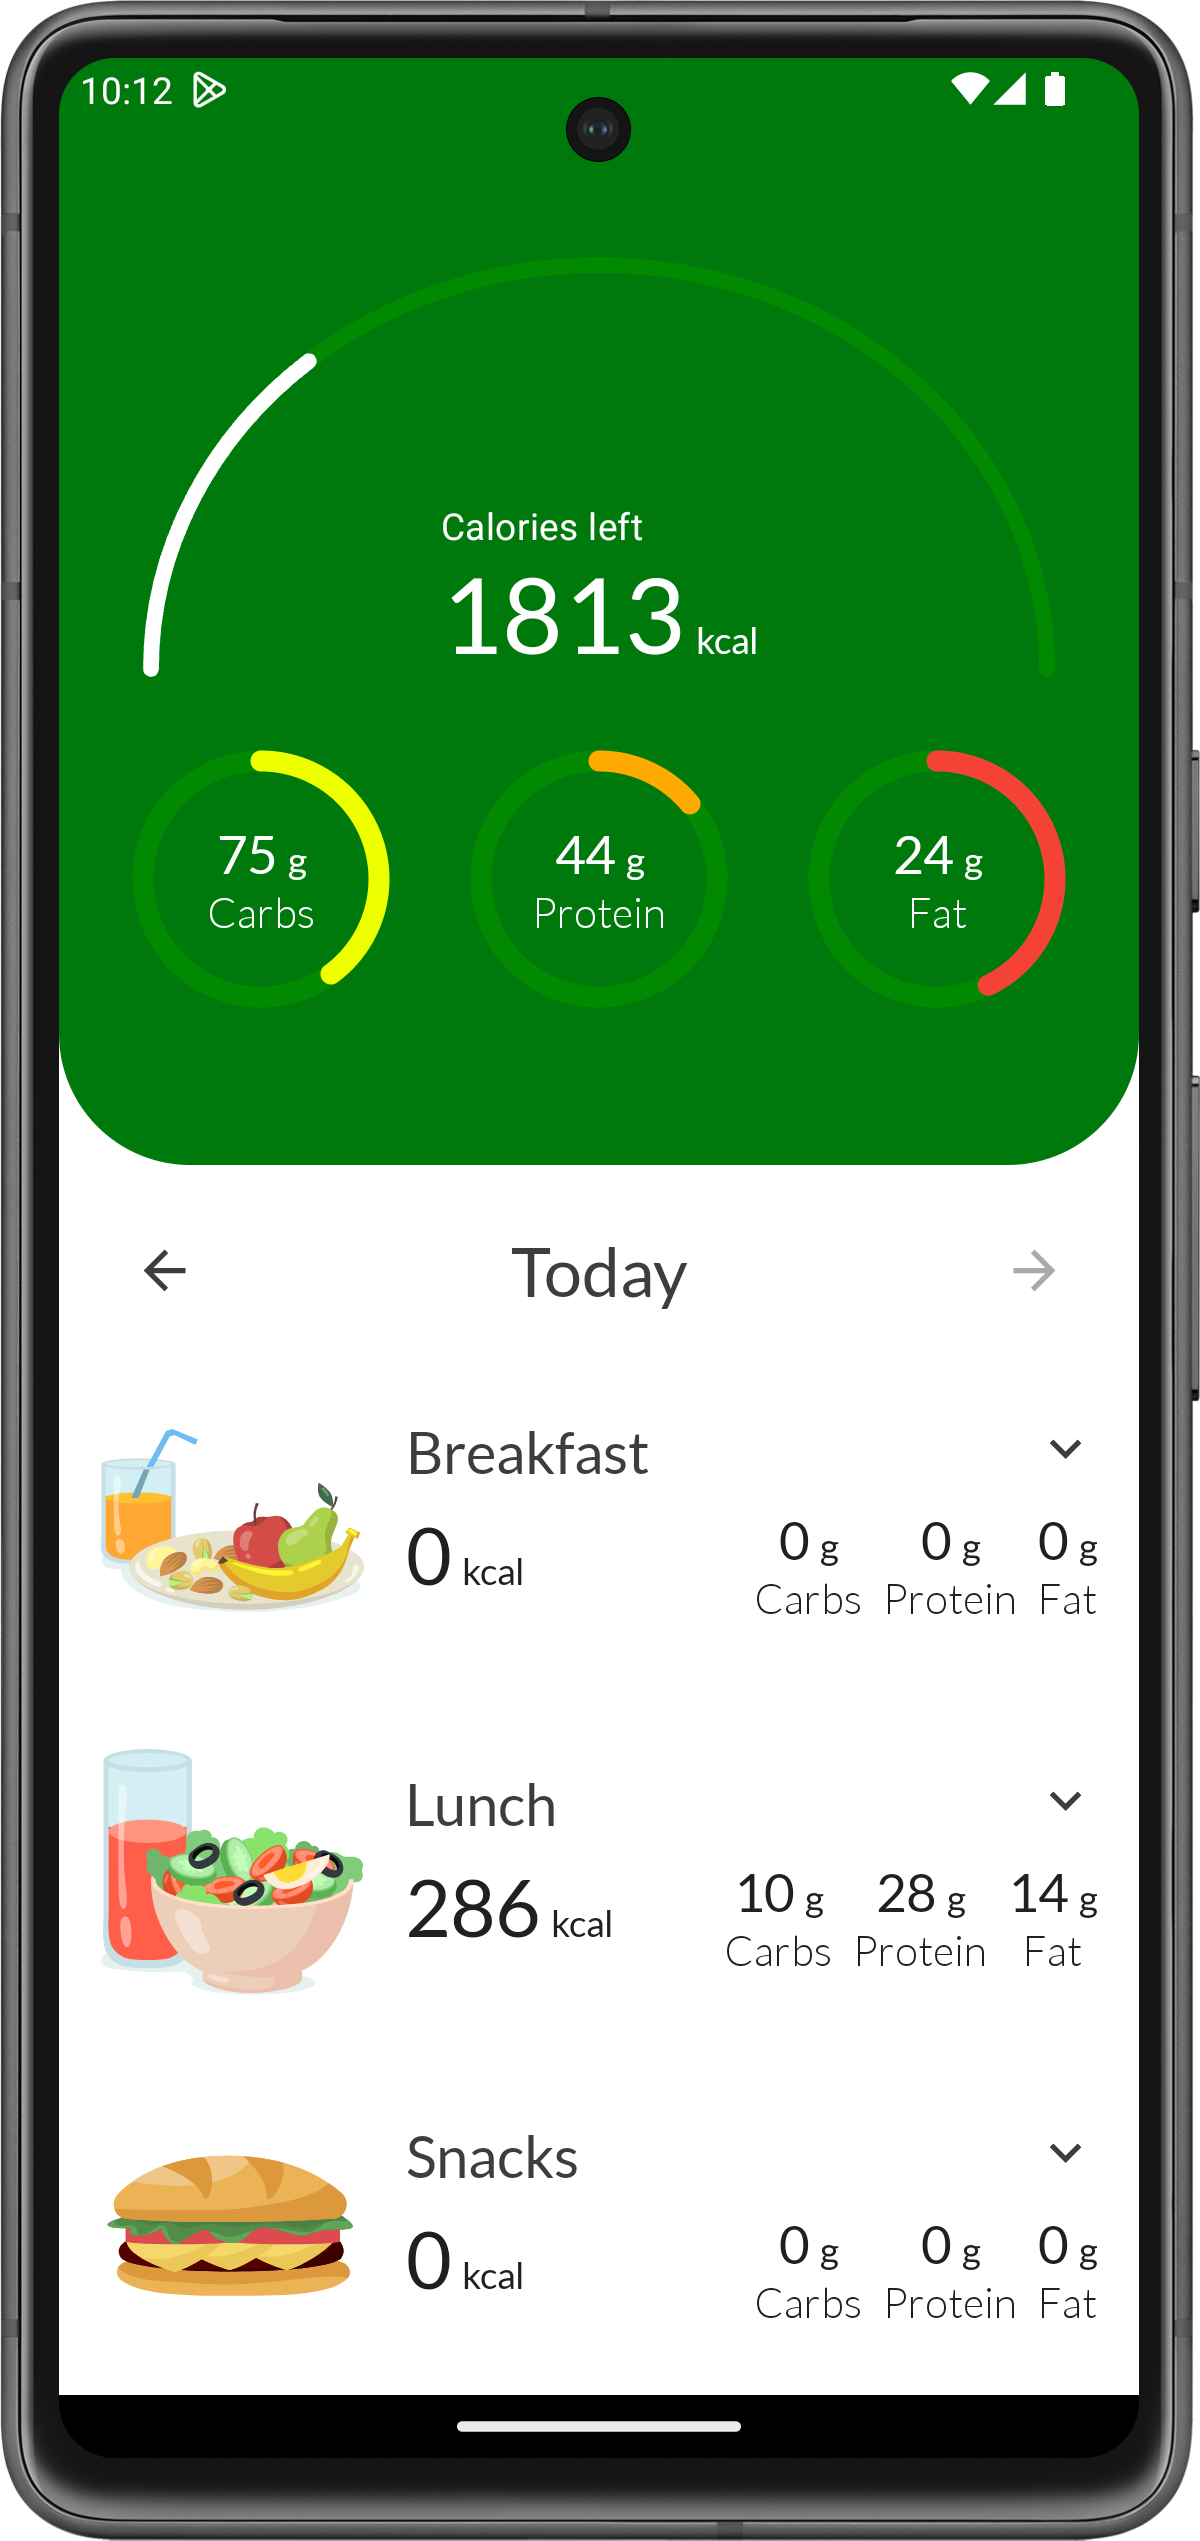 10:12
Calories left
1813 kcal
75 g 44 g 24 g
Carbs Protein Fat
Today
Breakfast
0 kcal 0 g 0 g 0 g
Carbs Protein Fat
Lunch
286 kcal 10 g 28 g 14 g
Carbs Protein Fat
Snacks
0 kcal 0 g 0 g 0 g
Carbs Protein Fat